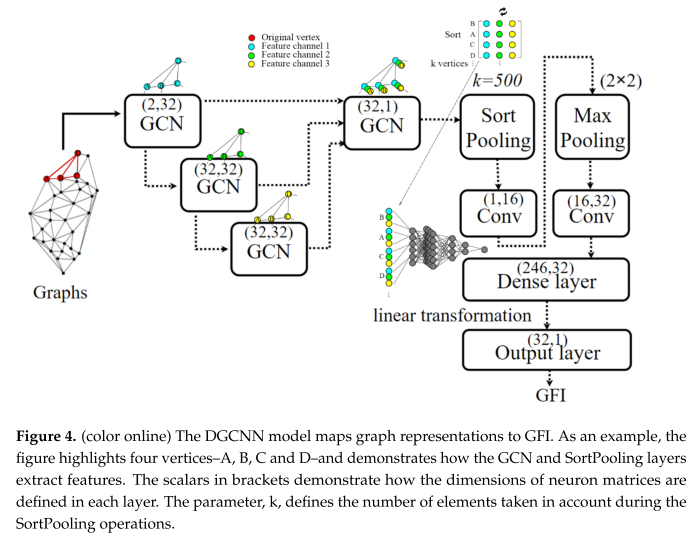 Original vertex
Feature channel 1
Feature channel 2
Feature channel 3
B
Sort A
C
D
k vertices
k=500
(2×2)
(2,32)
GCN
(32,1)
GCN
Sort
Pooling
Max
Pooling
(32,32)
GCN
(32,32)
GCN
(1,16)
Conv
(16,32)
Conv
B
A
C
D
Graphs
(246,32)
Dense layer
linear transformation
(32,1)
Output layer
GFI
Figure 4. (color online) The DGCNN model maps graph representations to GFI. As an example, the
figure highlights four vertices–A, B, C and D–and demonstrates how the GCN and SortPooling layers
extract features. The scalars in brackets demonstrate how the dimensions of neuron matrices are
defined in each layer. The parameter, k, defines the number of elements taken in account during the
SortPooling operations.